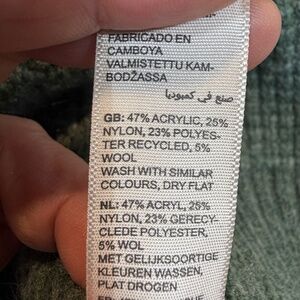 FABRICADO EN
CAMBOYA
VALMISTETTU KAM-
BODŽASSA
صنع في كمبوديا
GB: 47% ACRYLIC, 25%
NYLON, 23% POLYES-
TER RECYCLED, 5%
WOOL
WASH WITH SIMILAR
COLOURS, DRY FLAT
NL: 47% ACRYL, 25%
NYLON, 23% GERECY-
CLEDE POLYESTER,
5% WOL
MET GELIJKSOORTIGE
KLEUREN WASSEN,
PLAT DROGEN